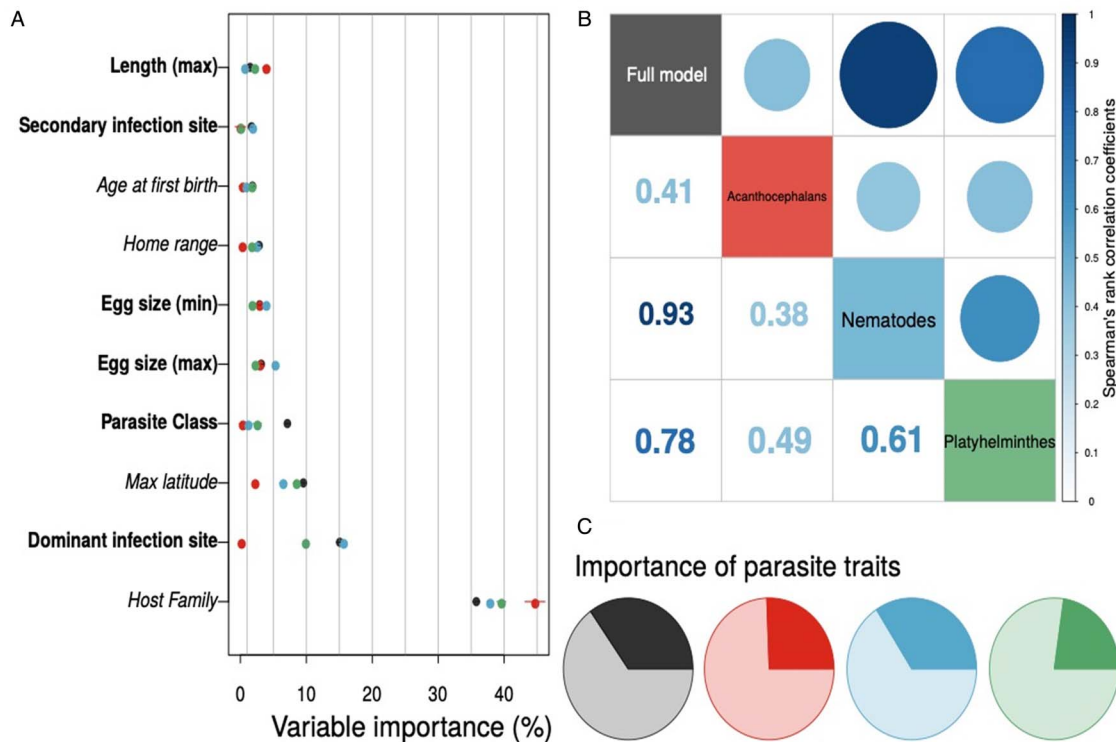 A
Length (max)
Secondary infection site
Age at first birth
Home range
Egg size (min)
Egg size (max)
Parasite Class
Max latitude
Dominant infection site
Host Family
0 10 20 30 40
Variable importance (%)
B
Full model
0.41 Acanthocephalans
0.93 0.38 Nematodes
0.78 0.49 0.61 Platyhelminthes
1
0.9
0.8
0.7
0.6
0.5
0.4
0.3
0.2
0.1
0
Spearman's rank correlation coefficients
C
Importance of parasite traits